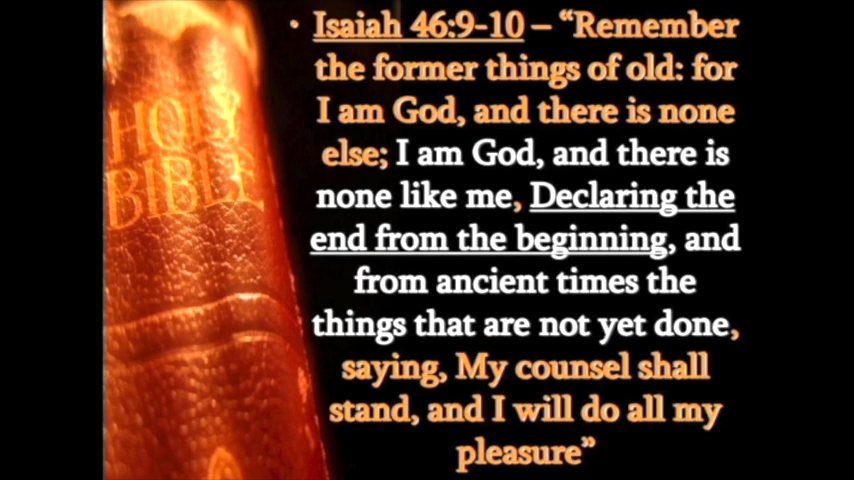 HOLY
BIBLE
• Isaiah 46:9-10 – “Remember
the former things of old: for
I am God, and there is none
else; I am God, and there is
none like me, Declaring the
end from the beginning, and
from ancient times the
things that are not yet done,
saying, My counsel shall
stand, and I will do all my
pleasure”